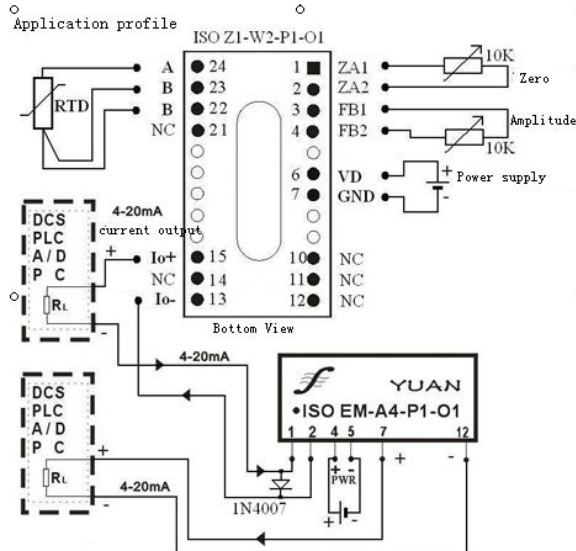 Application profile
ISO Z1-W2-P1-O1
A 24 1 ZA1 10K
B 23 2 ZA2 Zero
RTD B 22 3 FB1 Amplitude
NC 21 4 FB2 10K
6 VD + Power supply
7 GND -
4-20mA
current output
DCS
PLC
A/D
P C
RL
+ Io+ 15 10 NC
NC 14 11 NC
Io- 13 12 NC
-
Bottom View
4-20mA
YUAN
ISO EM-A4-P1-O1
1 2 4 5 7 12
+ - + -
PWR
1N4007
+ -
DCS
PLC
A/D
P C
RL
+
4-20mA
-